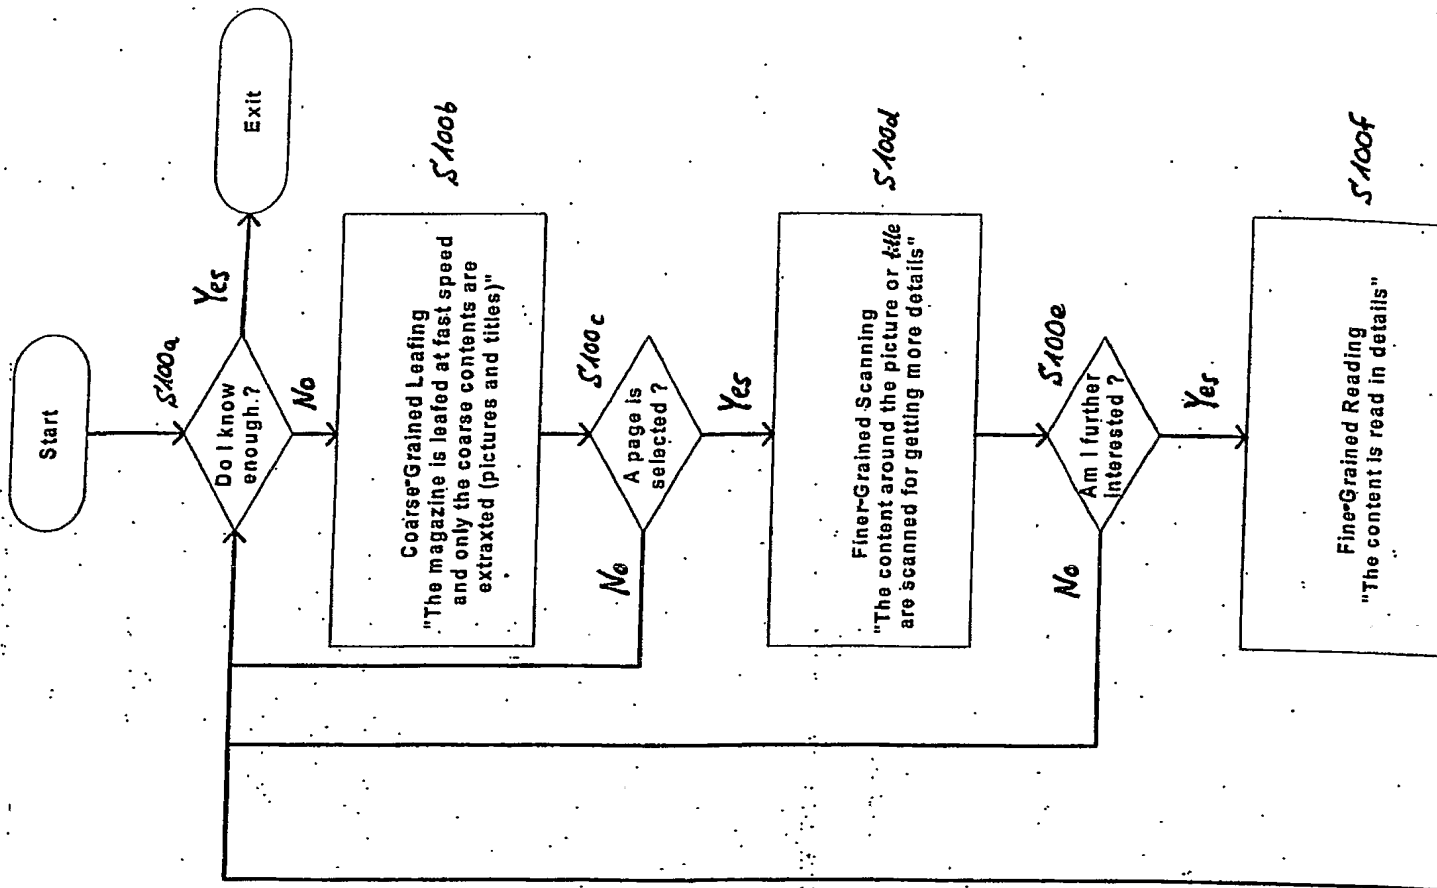 Start
S100a
Do I know
enough.?
Yes
Exit
No
S100b
Coarse-Grained Leafing
"The magazine is leafed at fast speed
and only the coarse contents are
extraxted (pictures and titles)"
S100c
A page is
selected ?
No
Yes
S100d
Finer-Grained Scanning
"The content around the picture or title
are scanned for getting more details"
S100e
Am I further
Interested ?
No
Yes
S100f
Fine-Grained Reading
"The content is read in details"